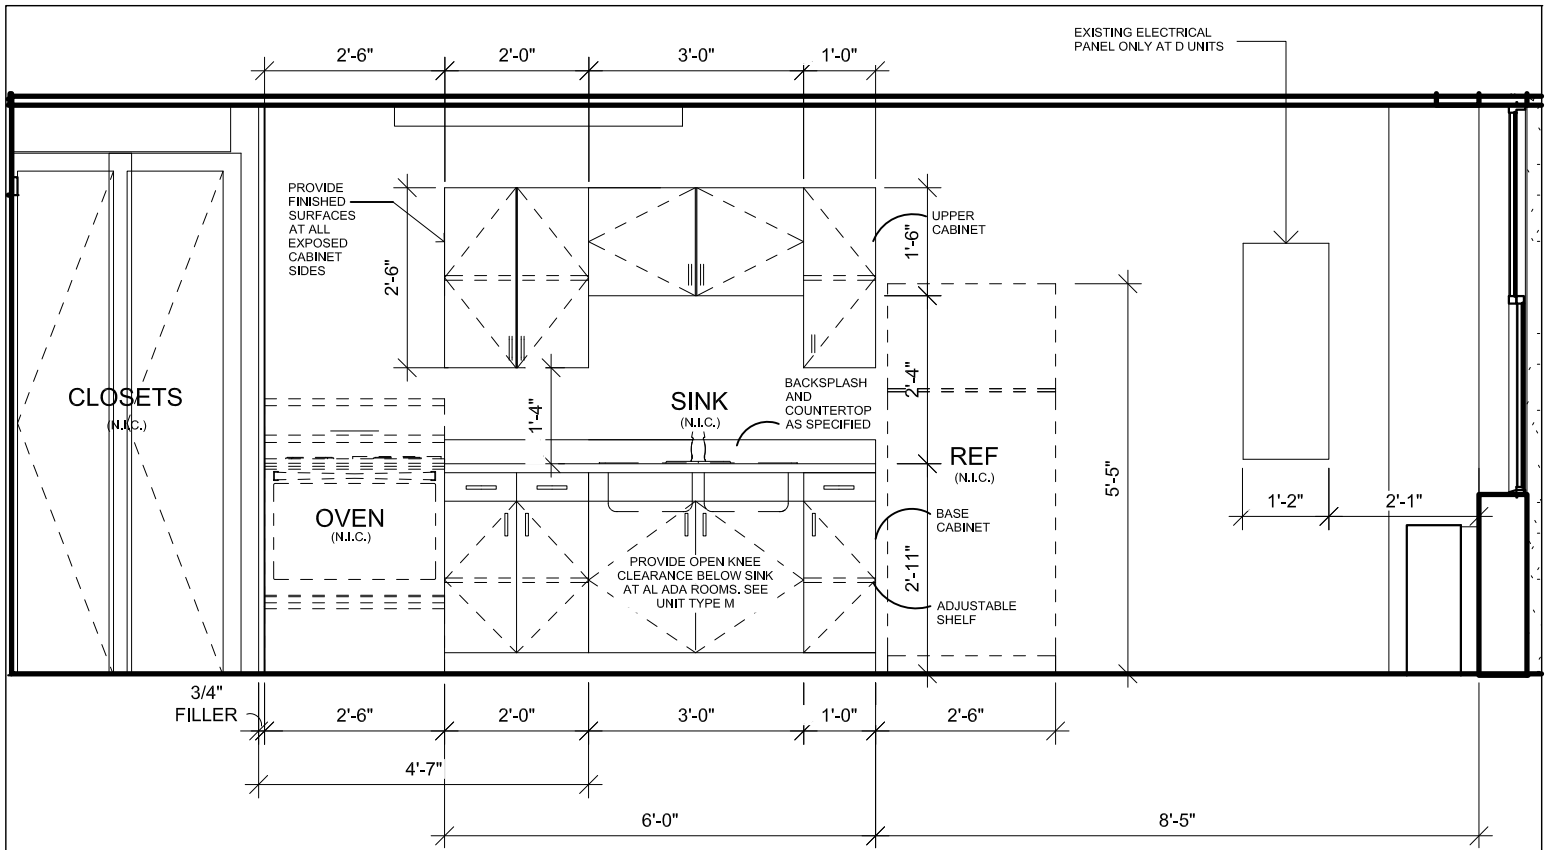 EXISTING ELECTRICAL
PANEL ONLY AT D UNITS
2'-6"
2'-0"
3'-0"
1'-0"
PROVIDE
FINISHED
SURFACES
AT ALL
EXPOSED
CABINET
SIDES
2'-6"
UPPER
CABINET
1'-6"
CLOSETS
(N.I.C.)
1'-4"
SINK
(N.I.C.)
BACKSPLASH
AND
COUNTERTOP
AS SPECIFIED
2'-4"
REF
(N.I.C.)
5'-5"
1'-2"
2'-1"
OVEN
(N.I.C.)
BASE
CABINET
PROVIDE OPEN KNEE
CLEARANCE BELOW SINK
AT AL ADA ROOMS. SEE
UNIT TYPE M
2'-11"
ADJUSTABLE
SHELF
3/4"
FILLER
2'-6"
2'-0"
3'-0"
1'-0"
2'-6"
4'-7"
6'-0"
8'-5"